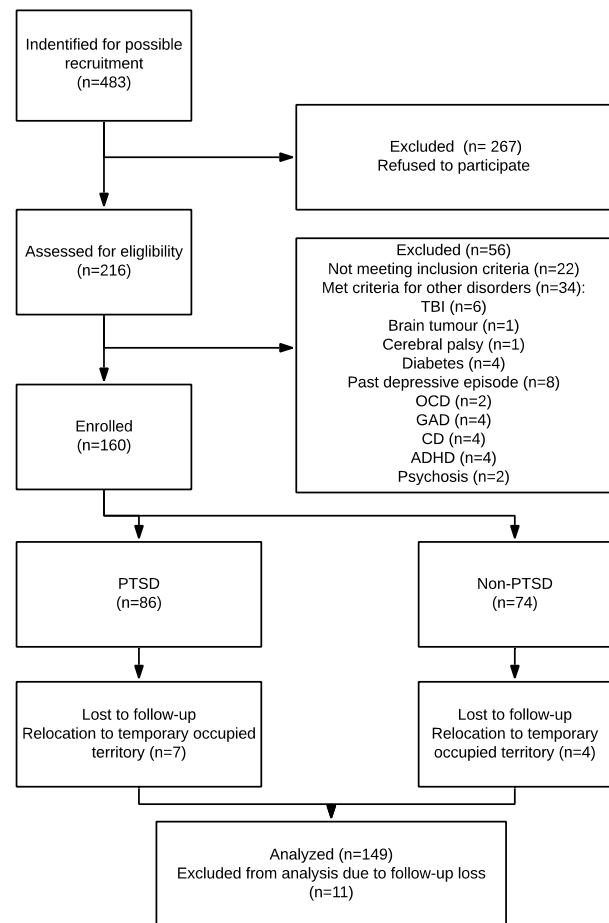 Indentified for possible
recruitment
(n=483)
Excluded (n= 267)
Refused to participate
Assessed for eliglibility
(n=216)
Excluded (n=56)
Not meeting inclusion criteria (n=22)
Met criteria for other disorders (n=34):
TBI (n=6)
Brain tumour (n=1)
Cerebral palsy (n=1)
Diabetes (n=4)
Past depressive episode (n=8)
OCD (n=2)
GAD (n=4)
CD (n=4)
ADHD (n=4)
Psychosis (n=2)
Enrolled
(n=160)
PTSD
(n=86)
Non-PTSD
(n=74)
Lost to follow-up
Relocation to temporary occupied
territory (n=7)
Lost to follow-up
Relocation to temporary
occupied territory (n=4)
Analyzed (n=149)
Excluded from analysis due to follow-up loss
(n=11)